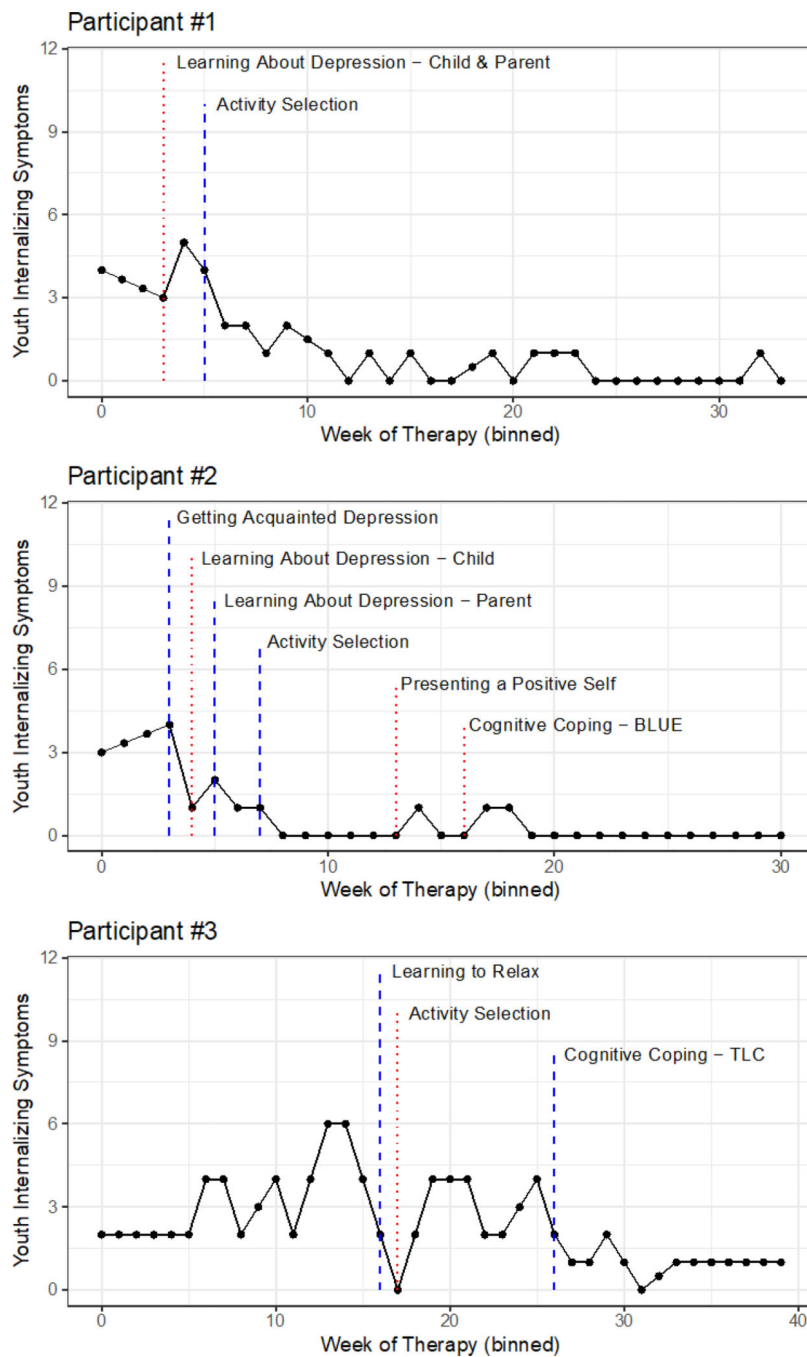 Participant #1
12
Learning About Depression – Child & Parent
Activity Selection
9
6
3
0
Youth Internalizing Symptoms
0 10 20 30
Week of Therapy (binned)
Participant #2
12
Getting Acquainted Depression
Learning About Depression – Child
9
Learning About Depression – Parent
Activity Selection
6
Presenting a Positive Self
Cognitive Coping – BLUE
3
0
Youth Internalizing Symptoms
0 10 20 30
Week of Therapy (binned)
Participant #3
12
Learning to Relax
Activity Selection
9
Cognitive Coping – TLC
6
3
0
Youth Internalizing Symptoms
0 10 20 30 40
Week of Therapy (binned)